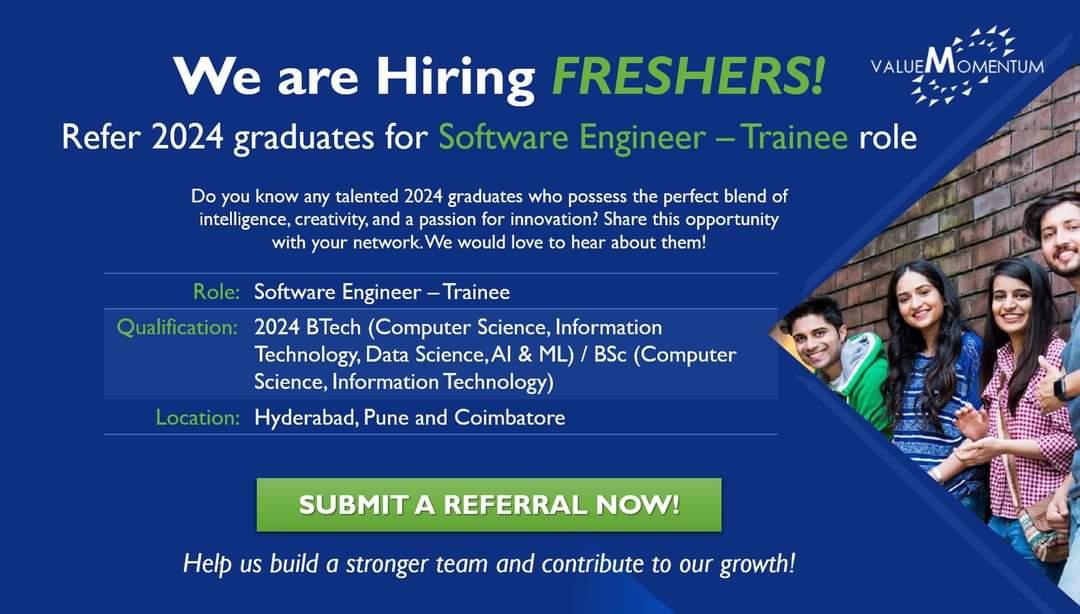 We are Hiring FRESHERS!
VALUEMOMENTUM
Refer 2024 graduates for Software Engineer – Trainee role
Do you know any talented 2024 graduates who possess the perfect blend of
intelligence, creativity, and a passion for innovation? Share this opportunity
with your network. We would love to hear about them!
Role: Software Engineer – Trainee
Qualification: 2024 BTech (Computer Science, Information
Technology, Data Science, AI & ML) / BSc (Computer
Science, Information Technology)
Location: Hyderabad, Pune and Coimbatore
SUBMIT A REFERRAL NOW!
Help us build a stronger team and contribute to our growth!